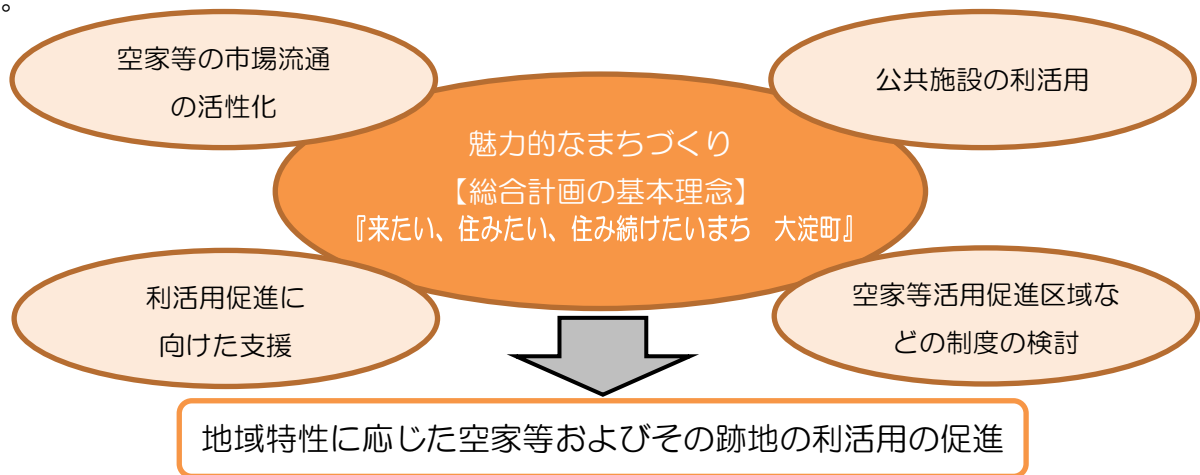 。
空家等の市場流通
の活性化
公共施設の利活用
魅力的なまちづくり
【総合計画の基本理念】
『来たい、住みたい、住み続けたいまち　大淀町』
利活用促進に
向けた支援
空家等活用促進区域な
どの制度の検討
地域特性に応じた空家等およびその跡地の利活用の促進